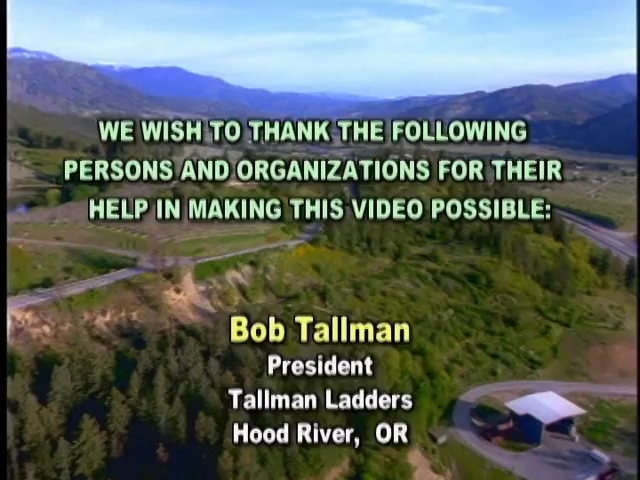 WE WISH TO THANK THE FOLLOWING
PERSONS AND ORGANIZATIONS FOR THEIR
HELP IN MAKING THIS VIDEO POSSIBLE:
Bob Tallman
President
Tallman Ladders
Hood River, OR